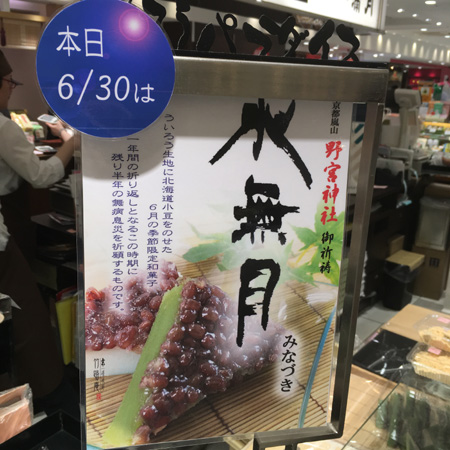 本日
6/30は
水無月
みなづき
京都嵐山
野宮神社
御祈祷
ういろう生地に北海道小豆をのせた
6月の季節限定和菓子
一年間の折り返しとなるこの時期に
残り半年の無病息災を祈願するものです。